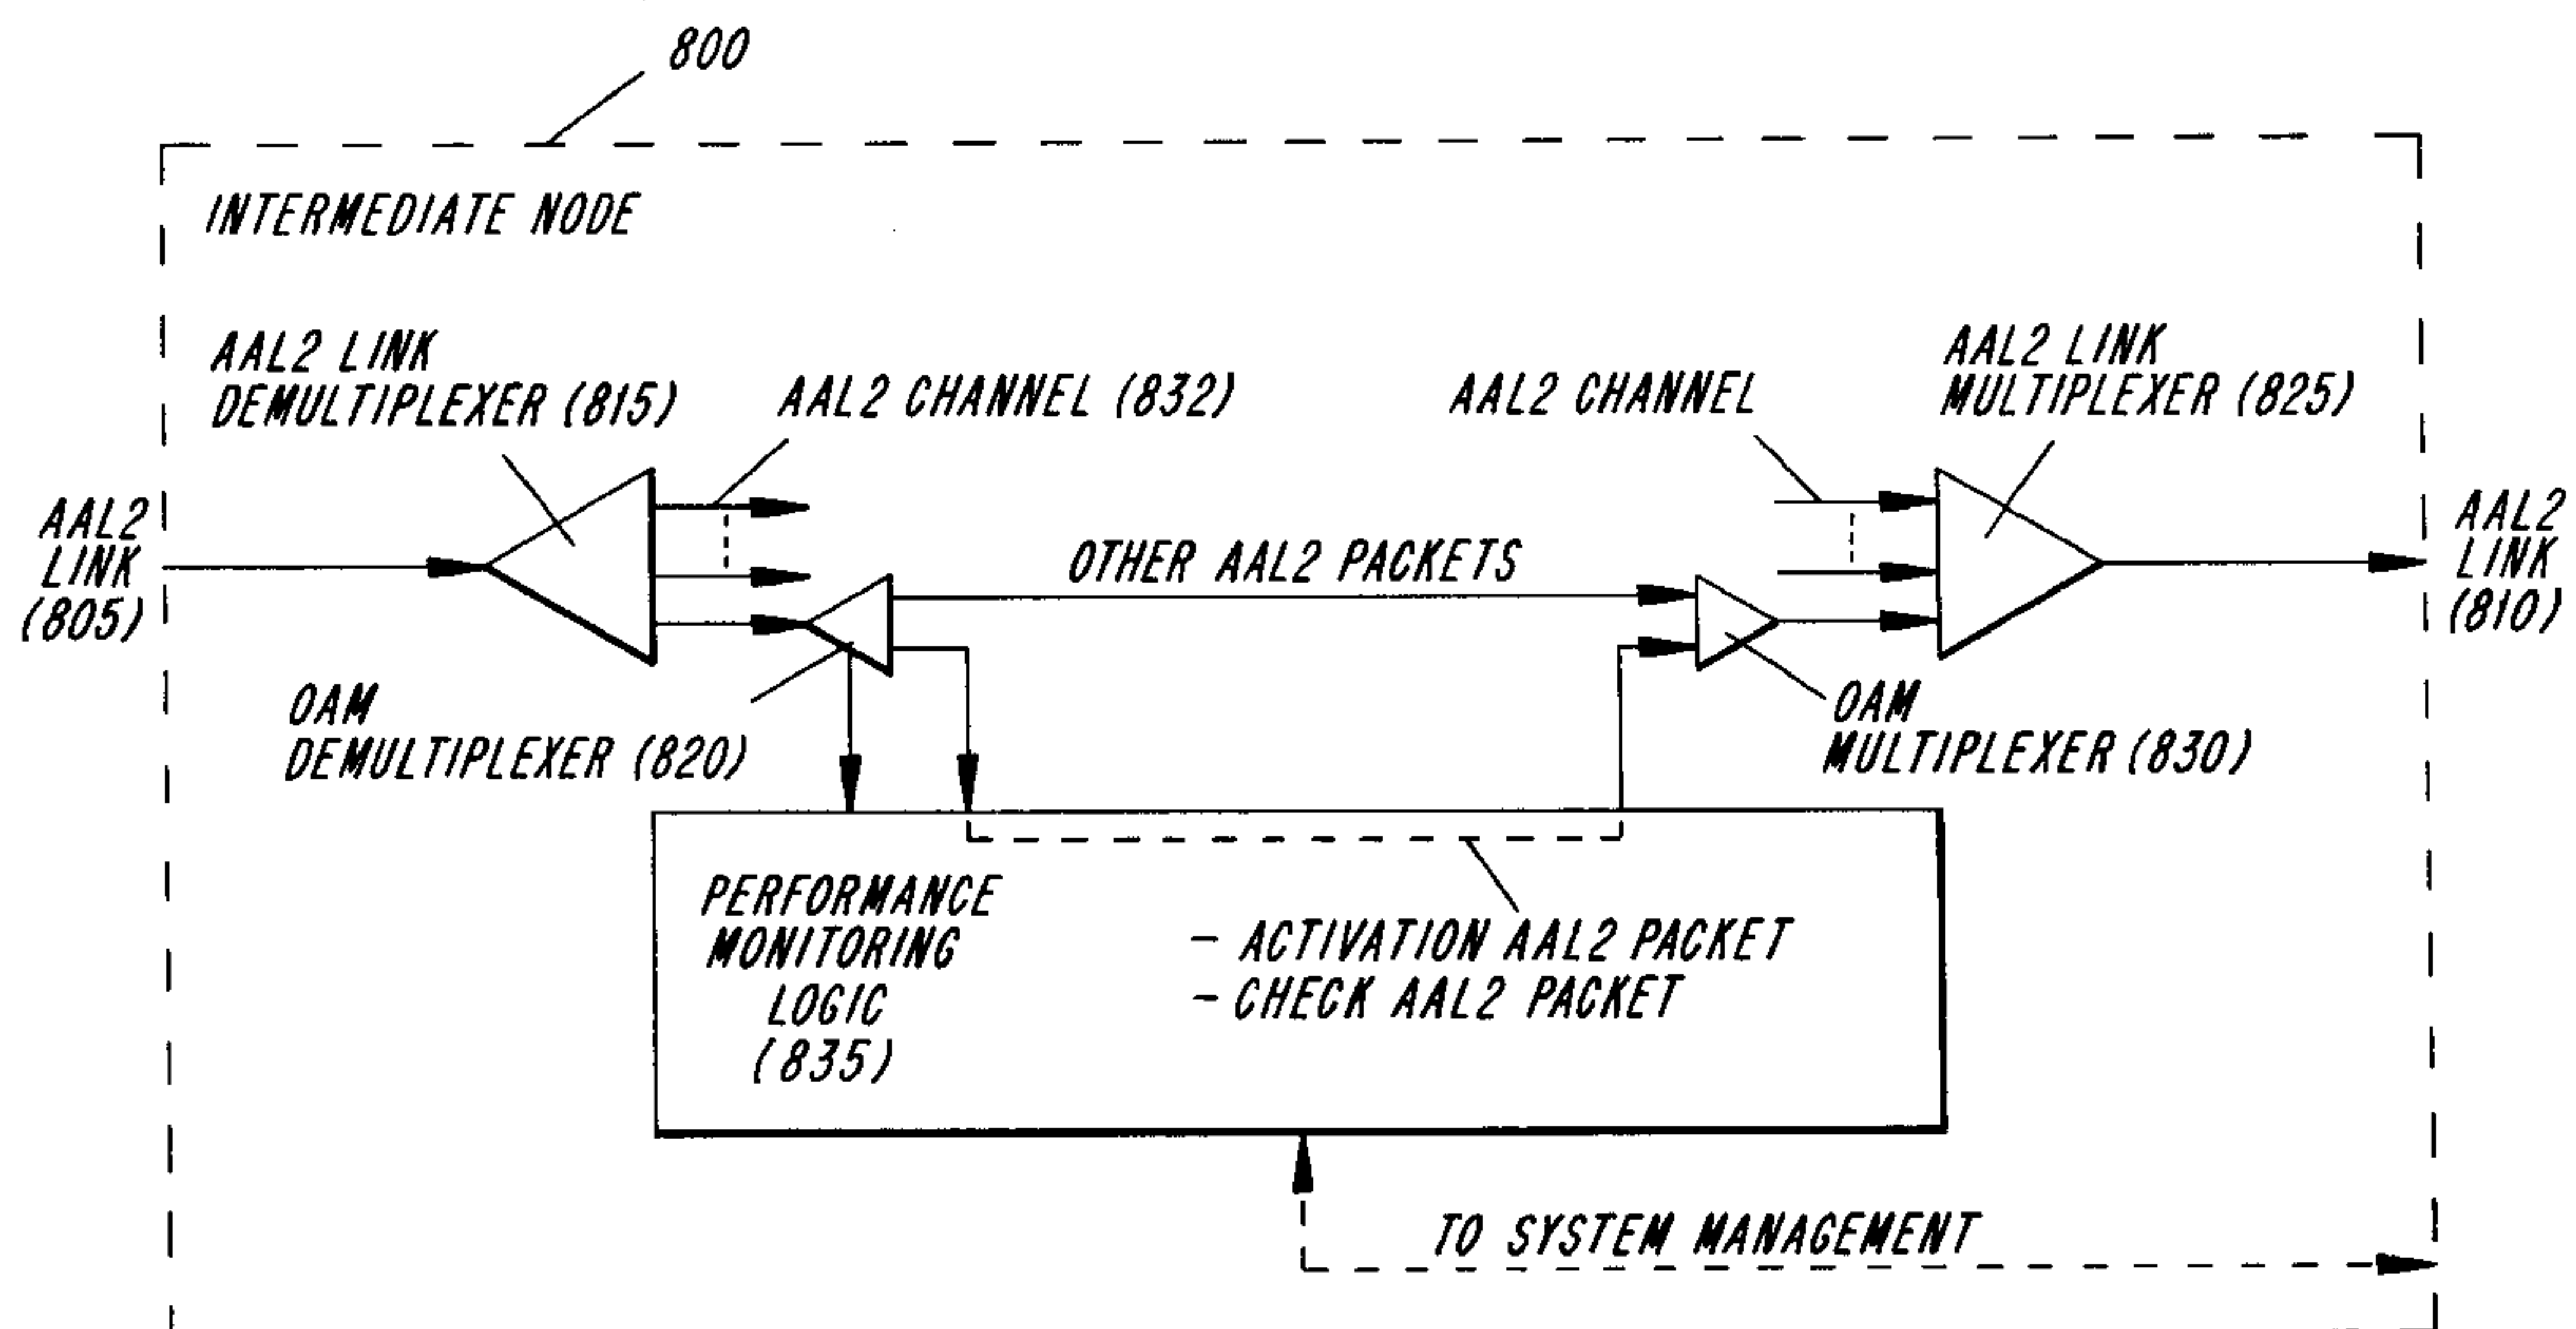 800
INTERMEDIATE NODE
AAL2 LINK
DEMULTIPLEXER (815)
AAL2 CHANNEL (832)
AAL2 CHANNEL
AAL2 LINK
MULTIPLEXER (825)
AAL2
LINK
(805)
OTHER AAL2 PACKETS
AAL2
LINK
(810)
OAM
DEMULTIPLEXER (820)
OAM
MULTIPLEXER (830)
PERFORMANCE
MONITORING
LOGIC
(835)
- ACTIVATION AAL2 PACKET
- CHECK AAL2 PACKET
TO SYSTEM MANAGEMENT